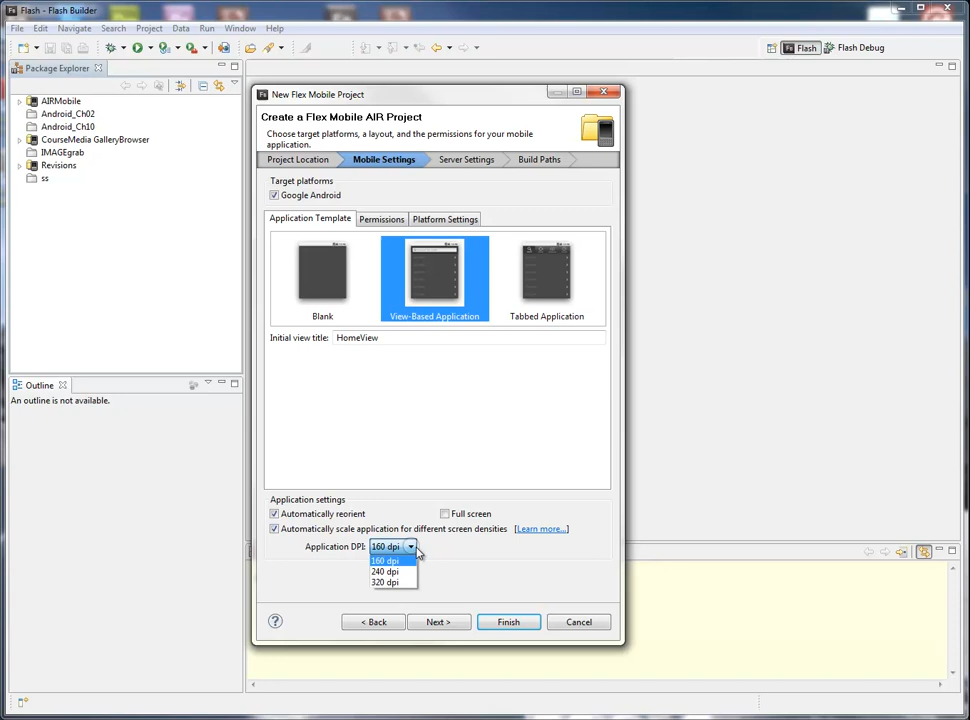 Fs Flash - Flash Builder
File Edit Navigate Search Project Data Run Window Help
Fs Flash Flash Debug
Package Explorer
AIRMobile
Android_Ch02
Android_Ch10
CourseMedia GalleryBrowser
IMAGEgrab
Revisions
ss
Outline
An outline is not available.
Fs New Flex Mobile Project
Create a Flex Mobile AIR Project
Choose target platforms, a layout, and the permissions for your mobile
application.
Project Location Mobile Settings Server Settings Build Paths
Target platforms
Google Android
Application Template Permissions Platform Settings
Blank View-Based Application Tabbed Application
Initial view title: HomeView
Application settings
Automatically reorient Full screen
Automatically scale application for different screen densities [Learn more...]
Application DPI: 160 dpi
160 dpi
240 dpi
320 dpi
? < Back Next > Finish Cancel